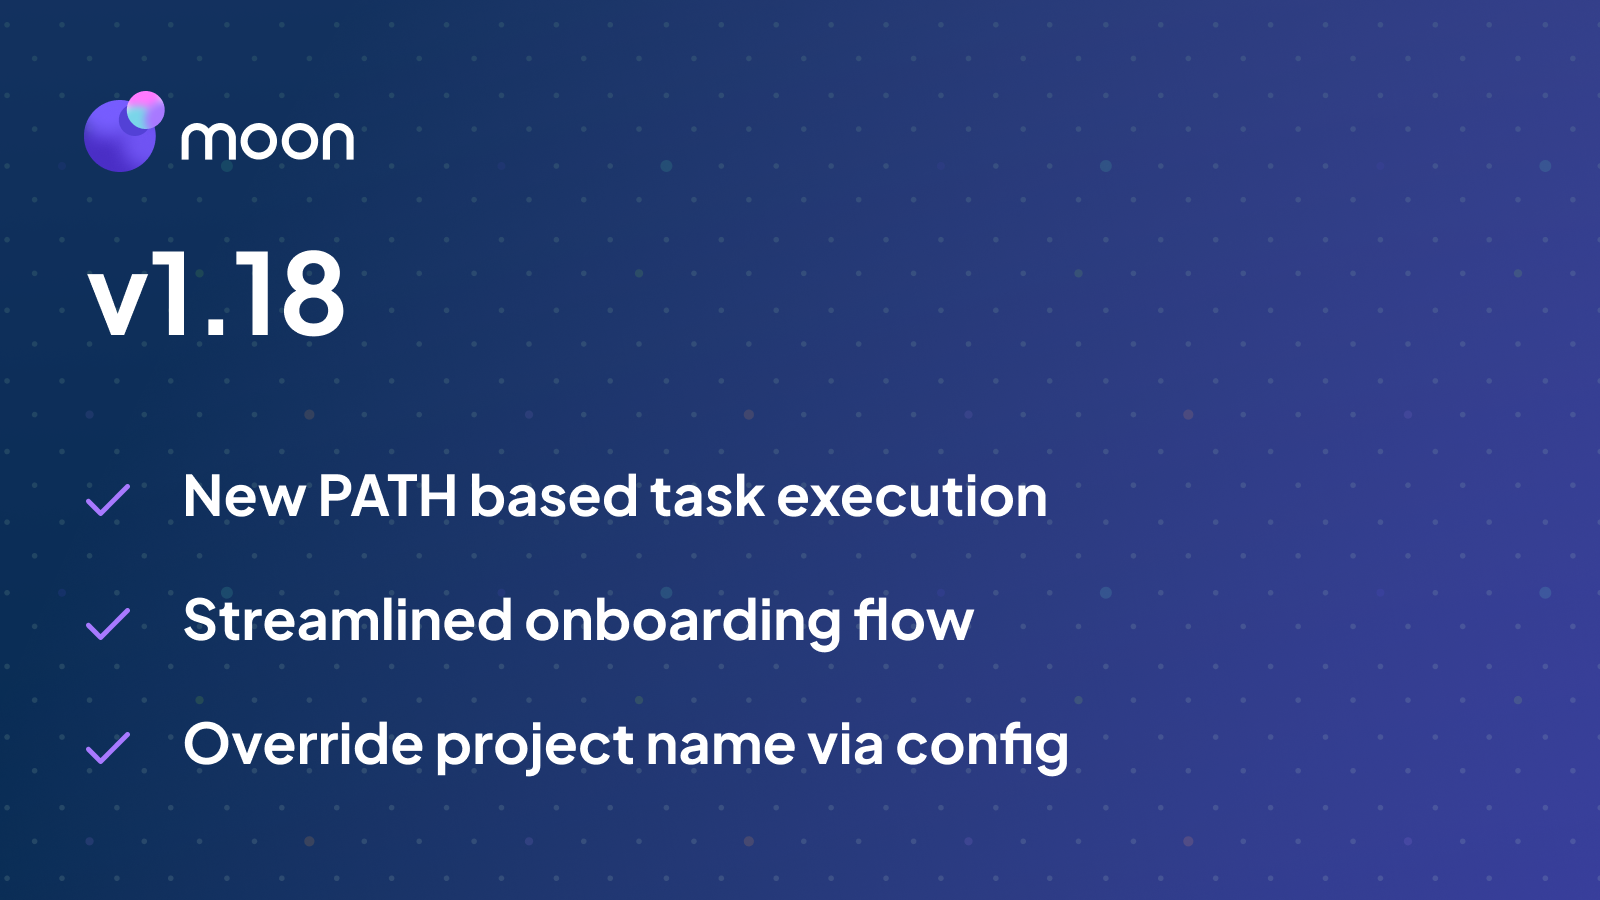 moon
v1.18
New PATH based task execution
Streamlined onboarding flow
Override project name via config